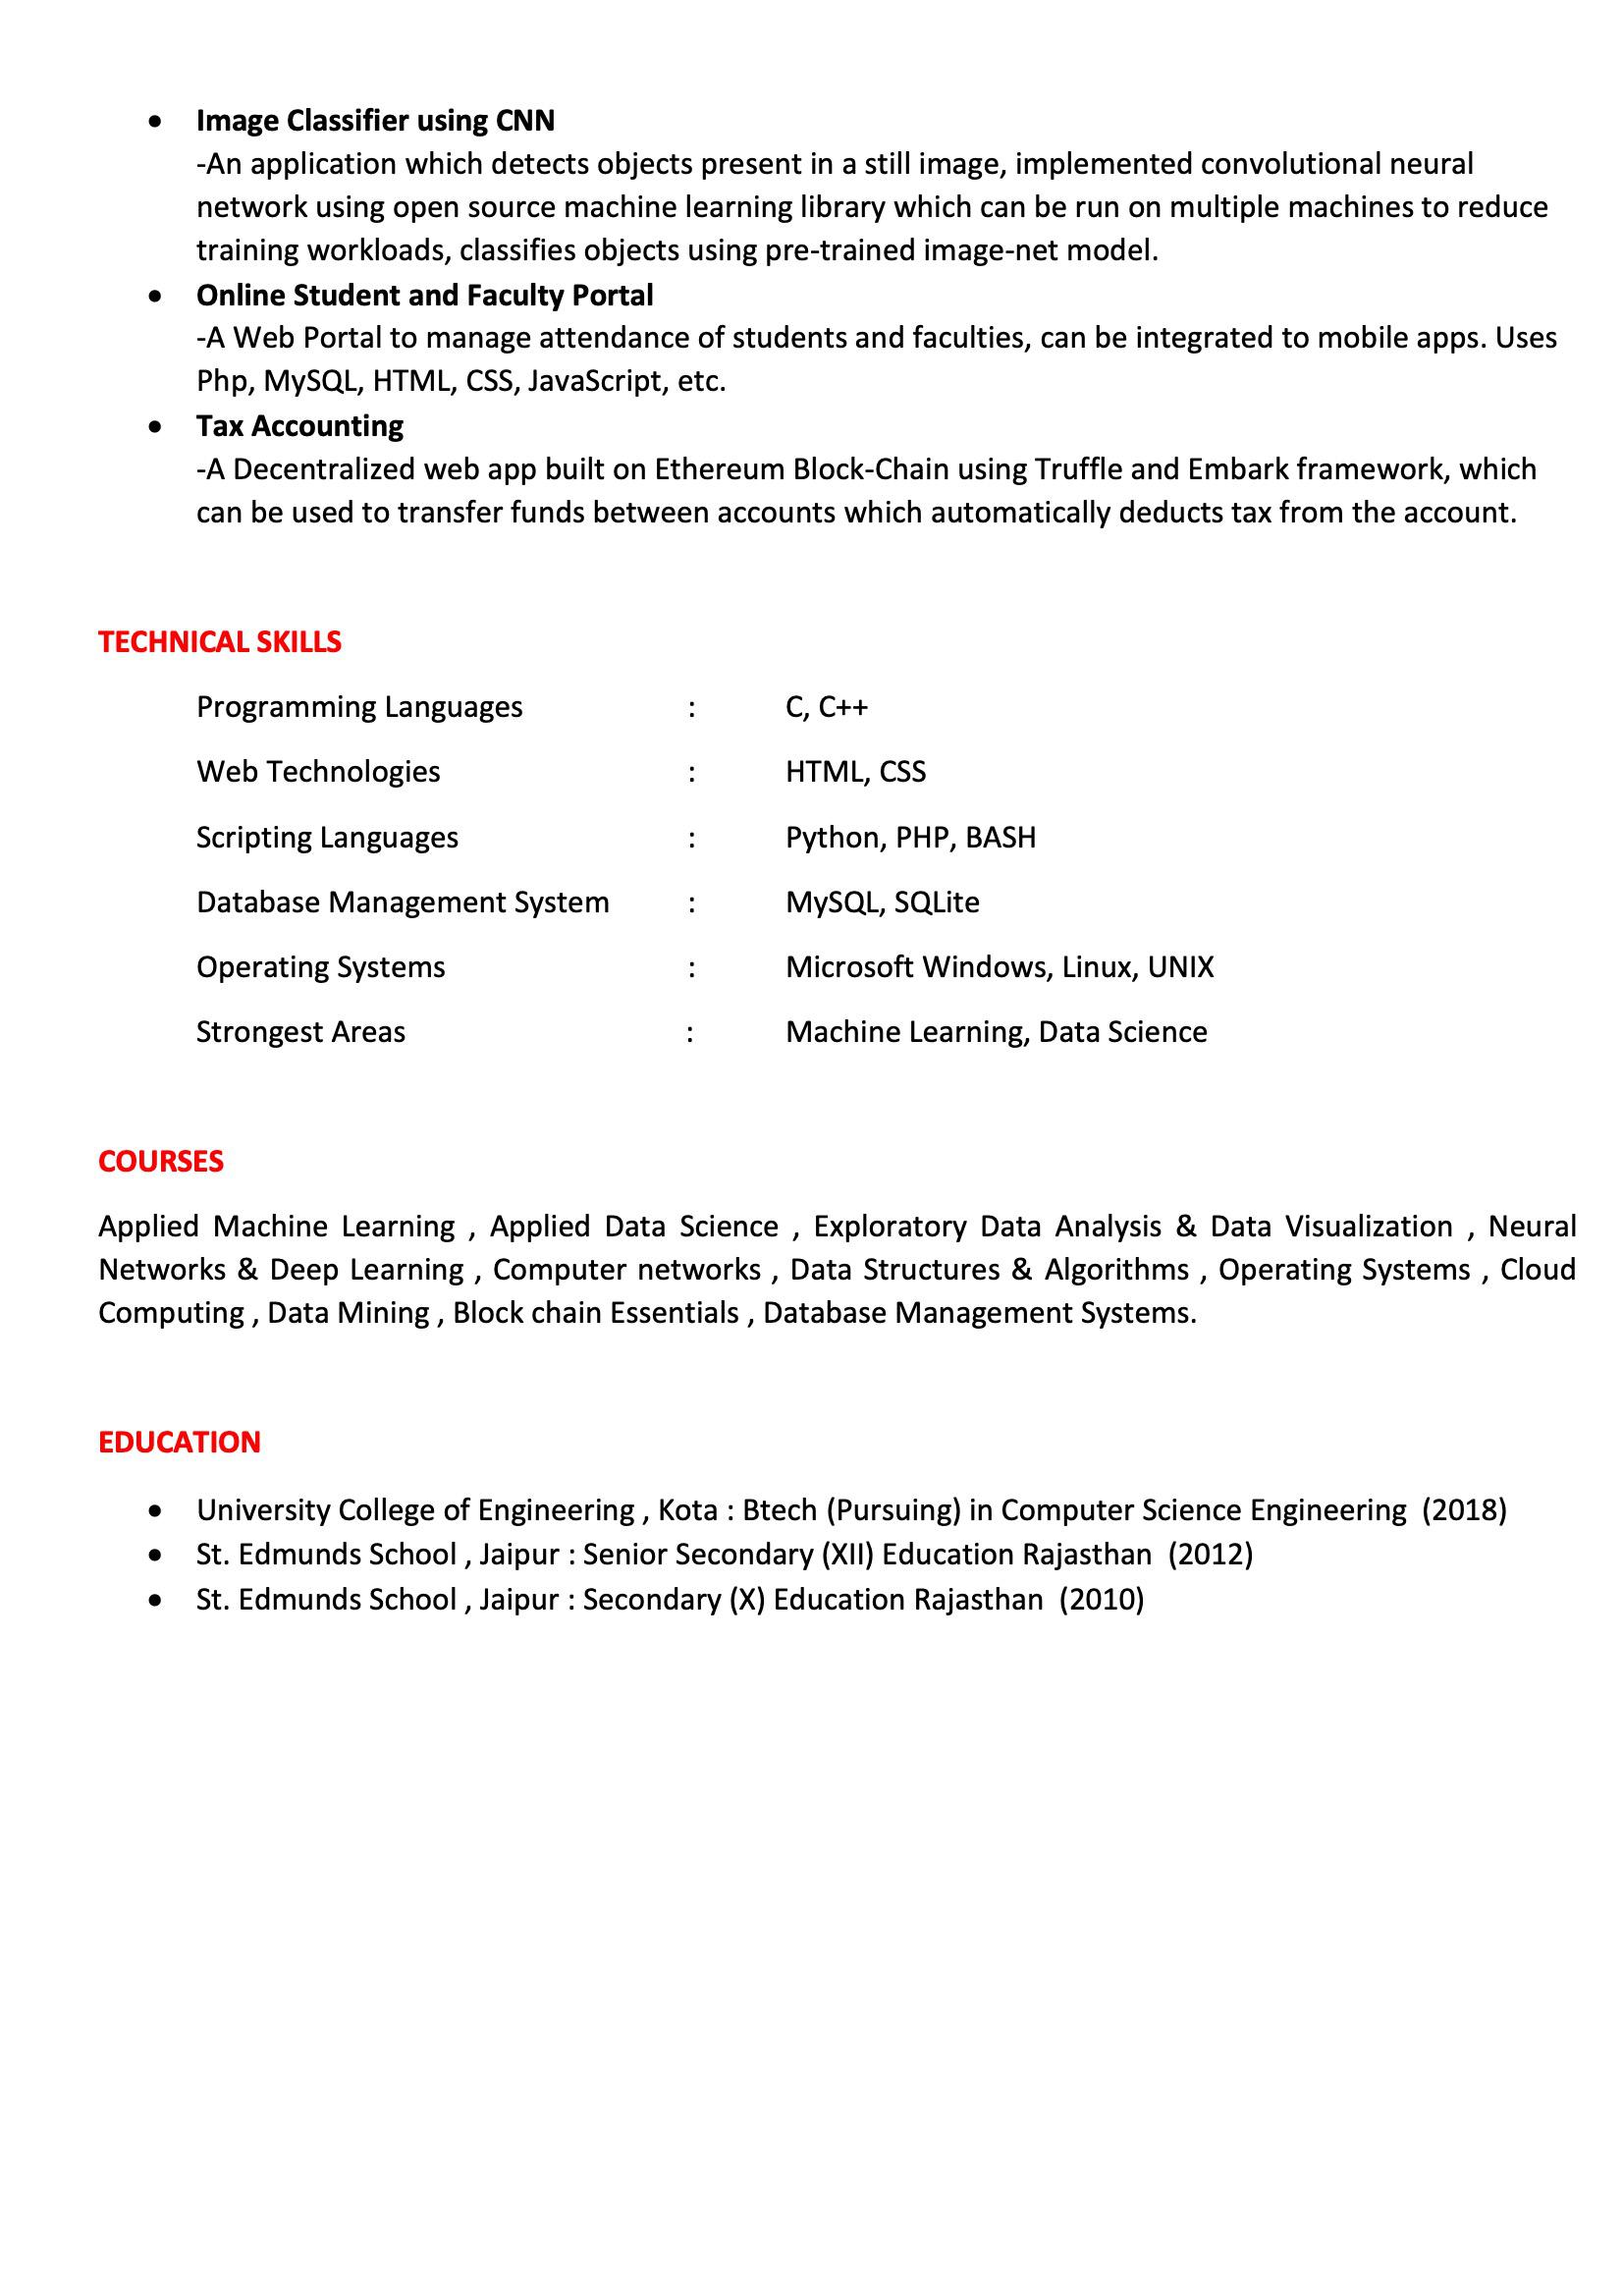 • Image Classifier using CNN
-An application which detects objects present in a still image, implemented convolutional neural
network using open source machine learning library which can be run on multiple machines to reduce
training workloads, classifies objects using pre-trained image-net model.
• Online Student and Faculty Portal
-A Web Portal to manage attendance of students and faculties, can be integrated to mobile apps. Uses
Php, MySQL, HTML, CSS, JavaScript, etc.
• Tax Accounting
-A Decentralized web app built on Ethereum Block-Chain using Truffle and Embark framework, which
can be used to transfer funds between accounts which automatically deducts tax from the account.
TECHNICAL SKILLS
Programming Languages : C, C++
Web Technologies : HTML, CSS
Scripting Languages : Python, PHP, BASH
Database Management System : MySQL, SQLite
Operating Systems : Microsoft Windows, Linux, UNIX
Strongest Areas : Machine Learning, Data Science
COURSES
Applied Machine Learning , Applied Data Science , Exploratory Data Analysis & Data Visualization , Neural
Networks & Deep Learning , Computer networks , Data Structures & Algorithms , Operating Systems , Cloud
Computing , Data Mining , Block chain Essentials , Database Management Systems.
EDUCATION
• University College of Engineering , Kota : Btech (Pursuing) in Computer Science Engineering (2018)
• St. Edmunds School , Jaipur : Senior Secondary (XII) Education Rajasthan (2012)
• St. Edmunds School , Jaipur : Secondary (X) Education Rajasthan (2010)